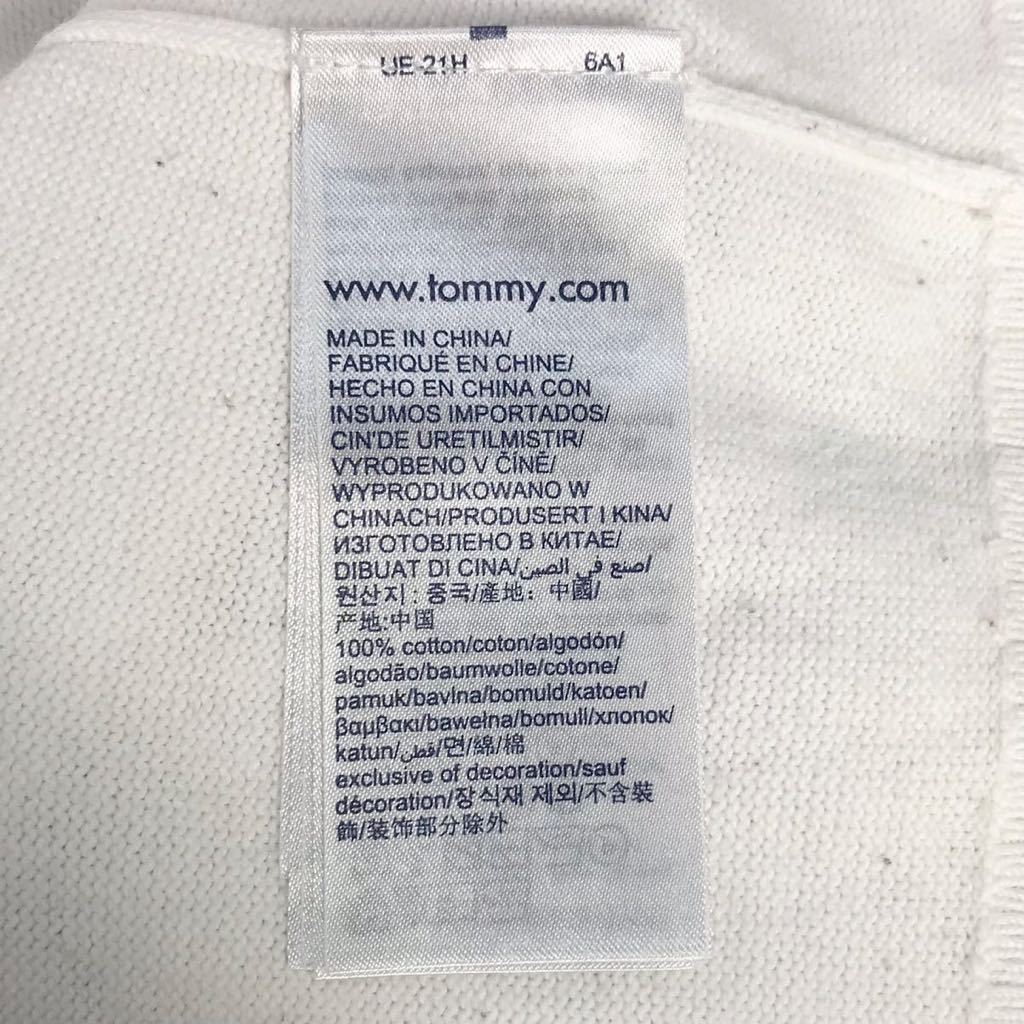 UE-21H 6A1
www.tommy.com
MADE IN CHINA/
FABRIQUÉ EN CHINE/
HECHO EN CHINA CON
INSUMOS IMPORTADOS/
CIN'DE URETILMISTIR/
VYROBENO V ČÍNĚ/
WYPRODUKOWANO W
CHINACH/PRODUSERT I KINA/
ИЗГОТОВЛЕНО В КИТАЕ/
DIBUAT DI CINA/صنع في الصين/
원산지 : 중국/產地：中國/
产地:中国
100% cotton/coton/algodón/
algodão/baumwolle/cotone/
pamuk/bavlna/bomuld/katoen/
βαμβακι/bawełna/bomull/хлопок/
katun/قطن/면/綿/棉
exclusive of decoration/sauf
décoration/장식재 제외/不含裝
飾/装饰部分除外